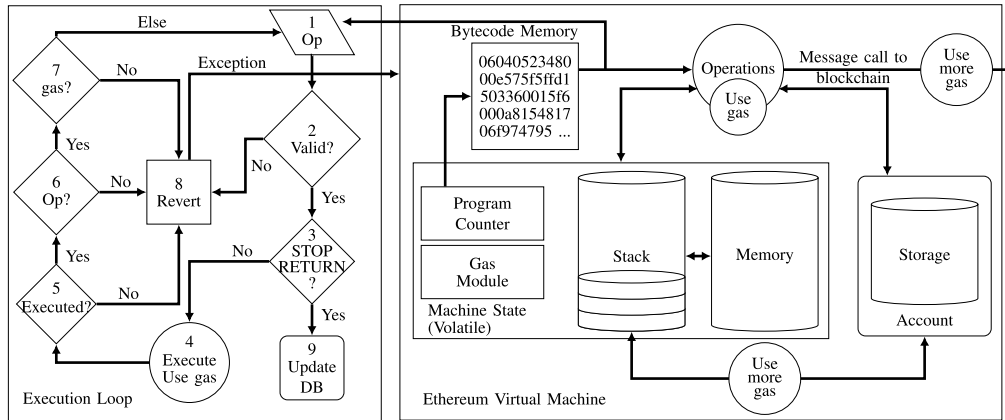 Else
1
Op
7
gas?
No
Exception
2
Valid?
Yes
No
6
Op?
No
8
Revert
Yes
Yes
3
STOP
RETURN
?
No
5
Executed?
No
Yes
4
Execute
Use gas
9
Update
DB
Execution Loop
Bytecode Memory
06040523480
00e575f5ffd1
503360015f6
000a8154817
06f974795 ...
Operations
Use
gas
Message call to
blockchain
Use
more
gas
Program
Counter
Gas
Module
Machine State
(Volatile)
Stack
Memory
Storage
Account
Use
more
gas
Ethereum Virtual Machine